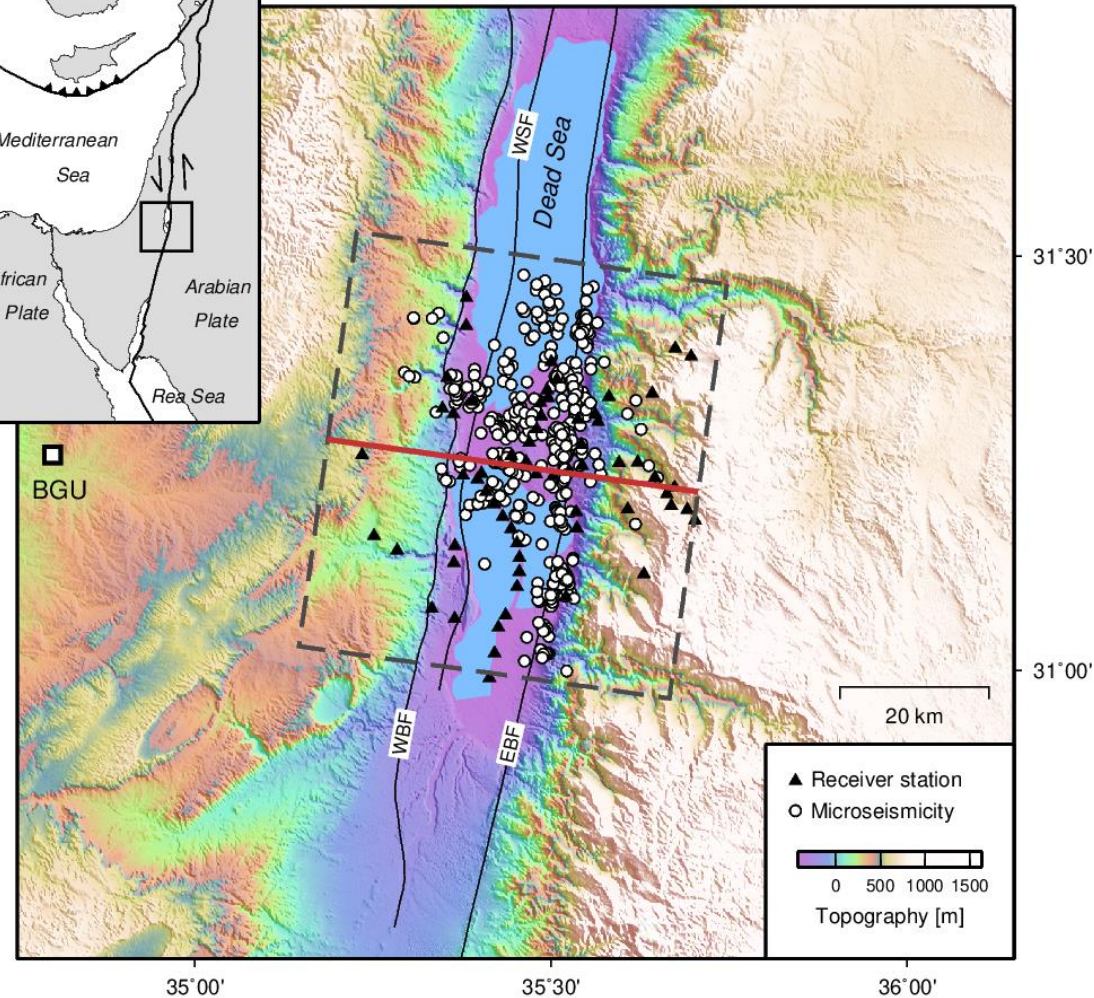 Mediterranean
Sea
African
Plate
Arabian
Plate
Rea Sea
WSF
Dead Sea
BGU
WBF
EBF
31˚30'
31˚00'
20 km
Receiver station
Microseismicity
0 500 1000 1500
Topography [m]
35˚00' 35˚30' 36˚00'